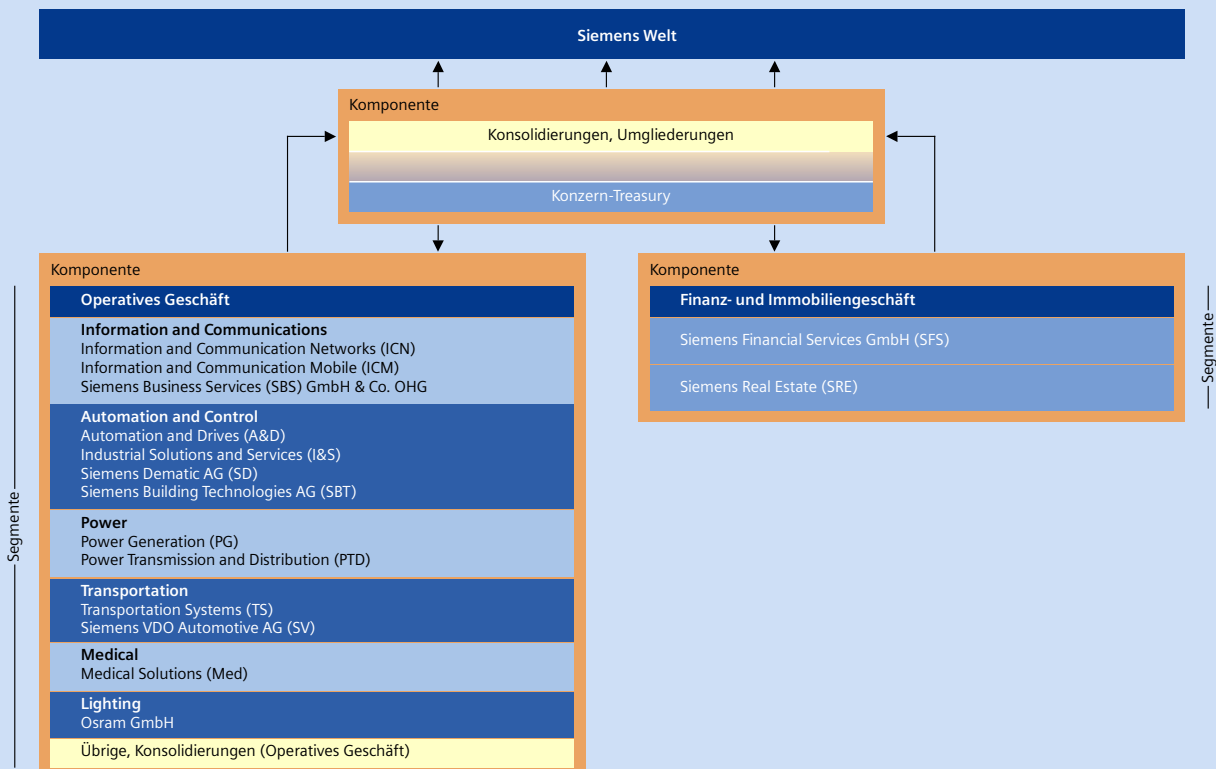 Siemens Welt
Komponente
Konsolidierungen, Umgliederungen
Konzern-Treasury
Komponente
Operatives Geschäft
Information and Communications
Information and Communication Networks (ICN)
Information and Communication Mobile (ICM)
Siemens Business Services (SBS) GmbH & Co. OHG
Automation and Control
Automation and Drives (A&D)
Industrial Solutions and Services (I&S)
Siemens Dematic AG (SD)
Siemens Building Technologies AG (SBT)
Power
Power Generation (PG)
Power Transmission and Distribution (PTD)
Transportation
Transportation Systems (TS)
Siemens VDO Automotive AG (SV)
Medical
Medical Solutions (Med)
Lighting
Osram GmbH
Übrige, Konsolidierungen (Operatives Geschäft)
Segmente
Komponente
Finanz- und Immobiliengeschäft
Siemens Financial Services GmbH (SFS)
Siemens Real Estate (SRE)
Segmente